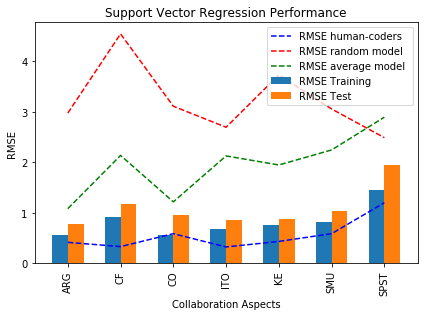 Support Vector Regression Performance
RMSE human-coders
RMSE random model
RMSE average model
RMSE Training
RMSE Test
RMSE
4
3
2
1
0
ARG
CF
CO
ITO
KE
SMU
SPST
Collaboration Aspects